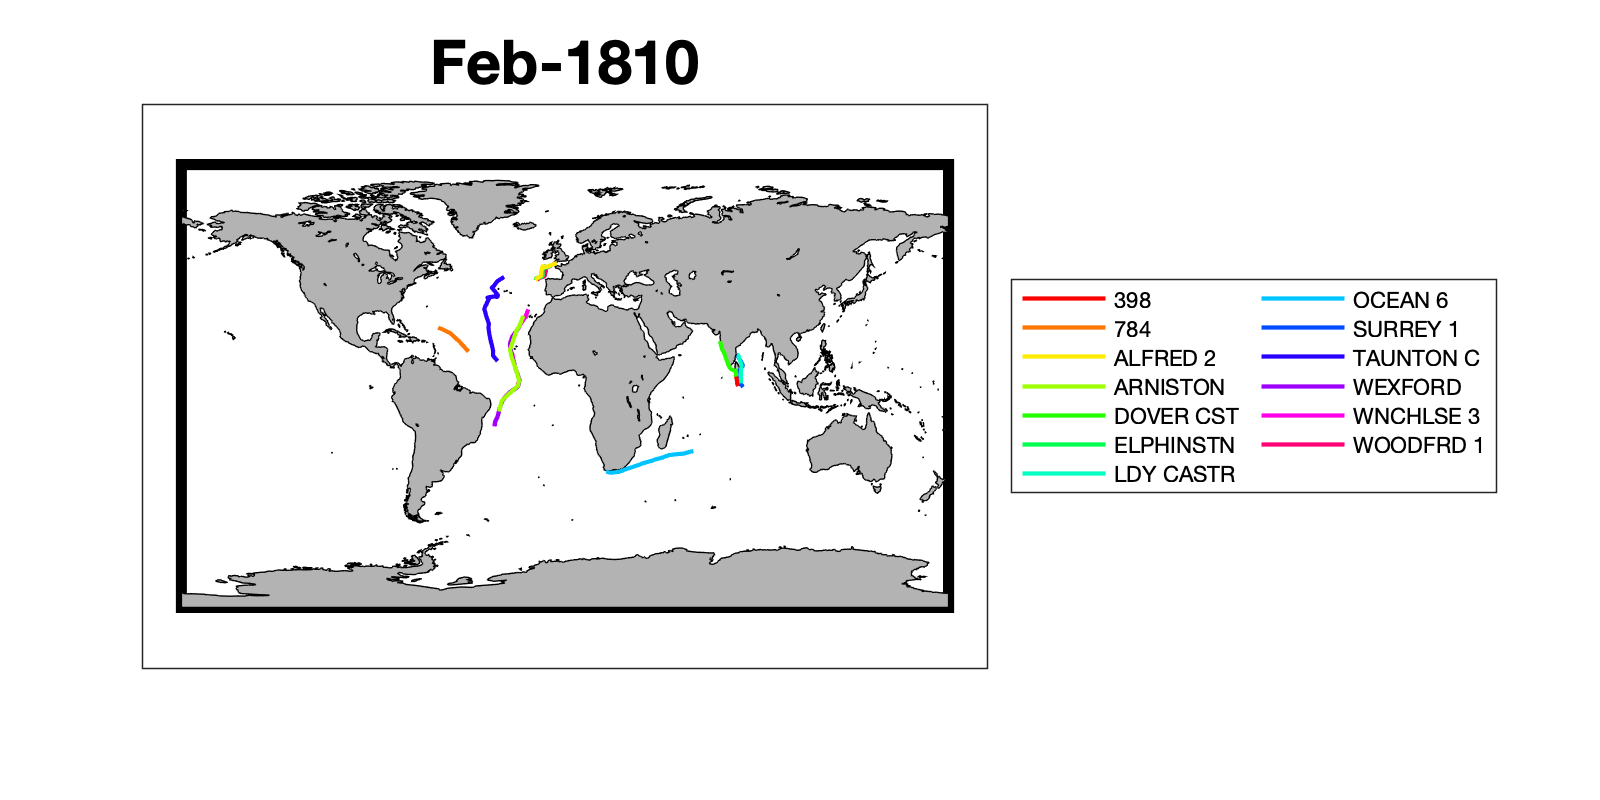 Feb-1810
398
784
ALFRED 2
ARNISTON
DOVER CST
ELPHINSTN
LDY CASTR
OCEAN 6
SURREY 1
TAUNTON C
WEXFORD
WNCHLSE 3
WOODFRD 1